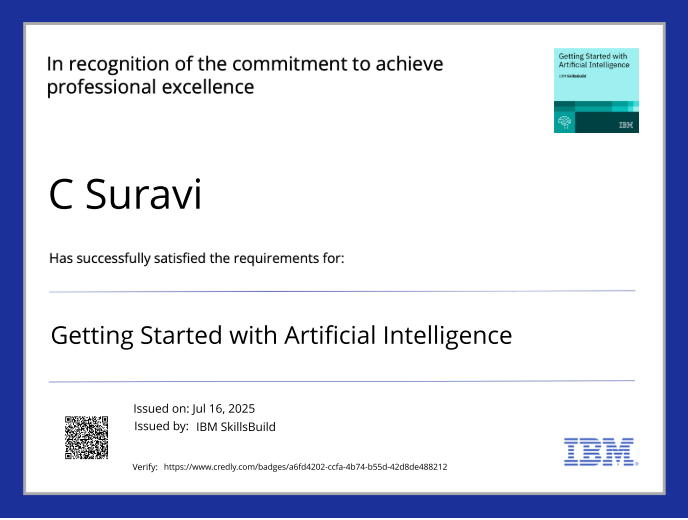 In recognition of the commitment to achieve
professional excellence
Getting Started with
Artificial Intelligence
IBM SkillsBuild
IBM
C Suravi
Has successfully satisfied the requirements for:
Getting Started with Artificial Intelligence
Issued on: Jul 16, 2025
Issued by: IBM SkillsBuild
Verify: https://www.credly.com/badges/a6fd4202-ccfa-4b74-b55d-42d8de488212
IBM®